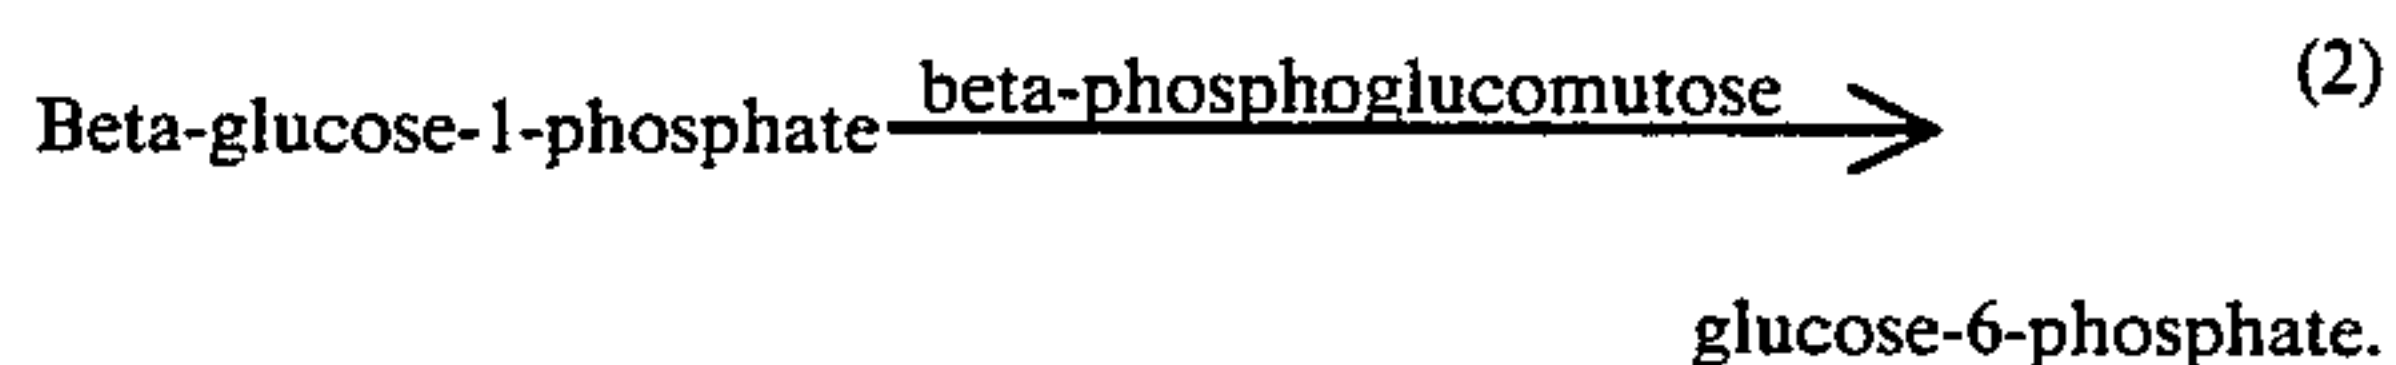 beta-phosphoglucomutose (2)
Beta-glucose-1-phosphate
glucose-6-phosphate.